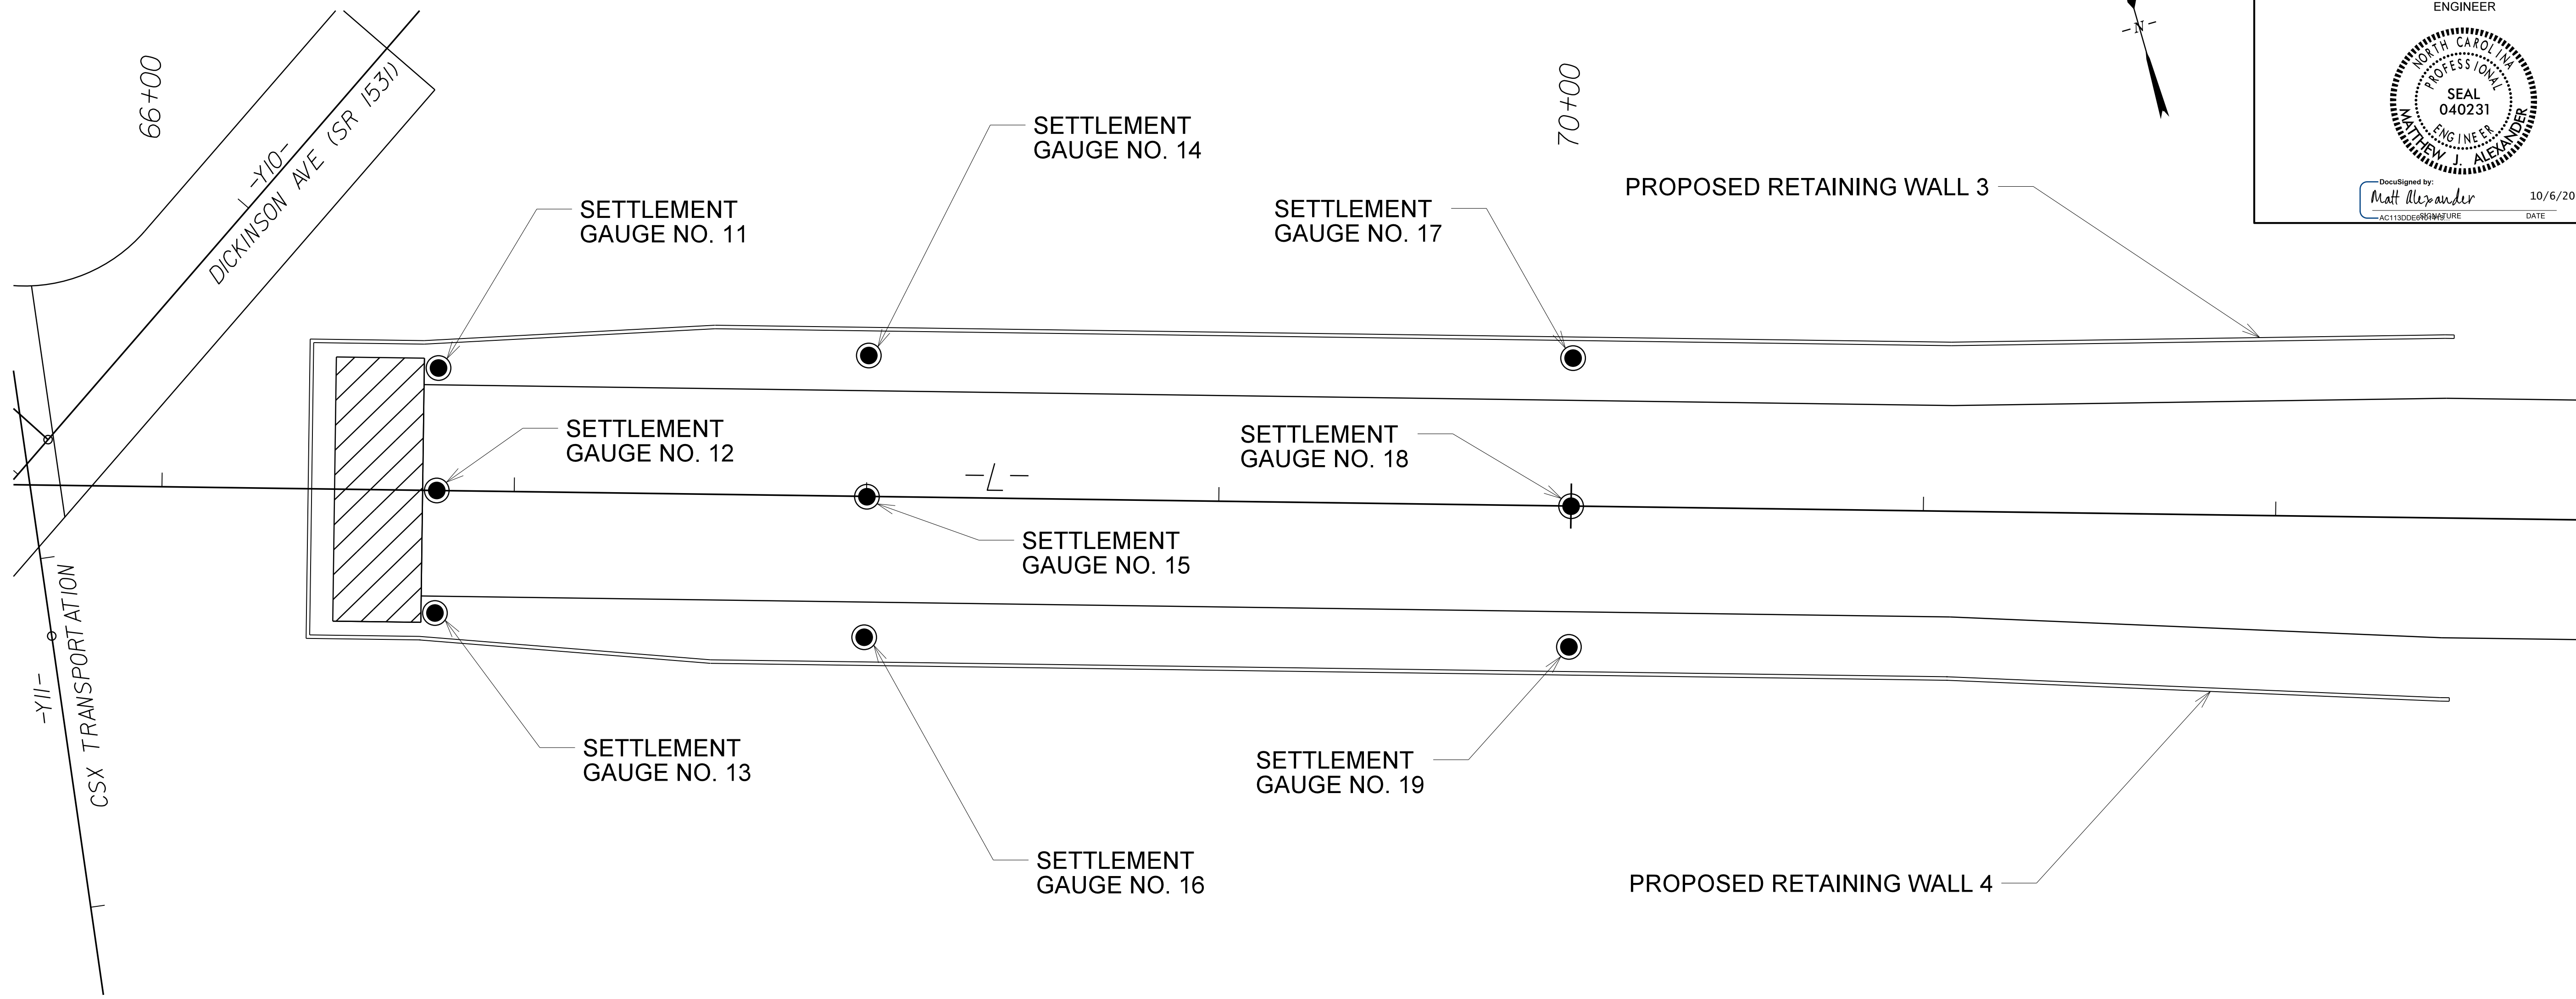 ENGINEER
-N-
NORTH CAROLINA
PROFESSIONAL
SEAL
040231
ENGINEER
MATTHEW J. ALEXANDER
DocuSigned by:
Matt Alexander
10/6/20
SIGNATURE
DATE
66+00
70+00
-Y10-
DICKINSON AVE (SR 1531)
SETTLEMENT
GAUGE NO. 14
PROPOSED RETAINING WALL 3
SETTLEMENT
GAUGE NO. 11
SETTLEMENT
GAUGE NO. 17
SETTLEMENT
GAUGE NO. 12
SETTLEMENT
GAUGE NO. 18
-L-
SETTLEMENT
GAUGE NO. 15
-Y11-
CSX TRANSPORTATION
SETTLEMENT
GAUGE NO. 13
SETTLEMENT
GAUGE NO. 19
SETTLEMENT
GAUGE NO. 16
PROPOSED RETAINING WALL 4